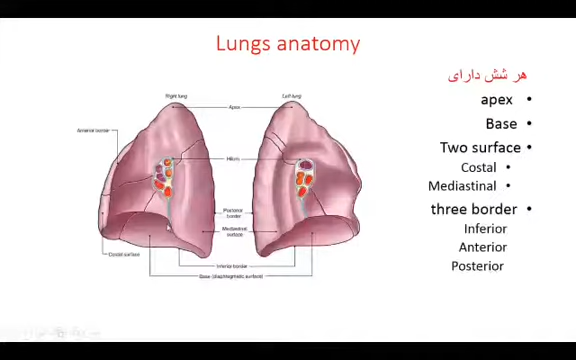 Lungs anatomy
هر شش دارای
apex •
Base •
Two surface •
Costal •
Mediastinal •
three border •
Inferior
Anterior
Posterior
Right lung
Left lung
Apex
Anterior border
Hilum
Posterior
border
Mediastinal
surface
Costal surface
Inferior border
Base (diaphragmatic surface)